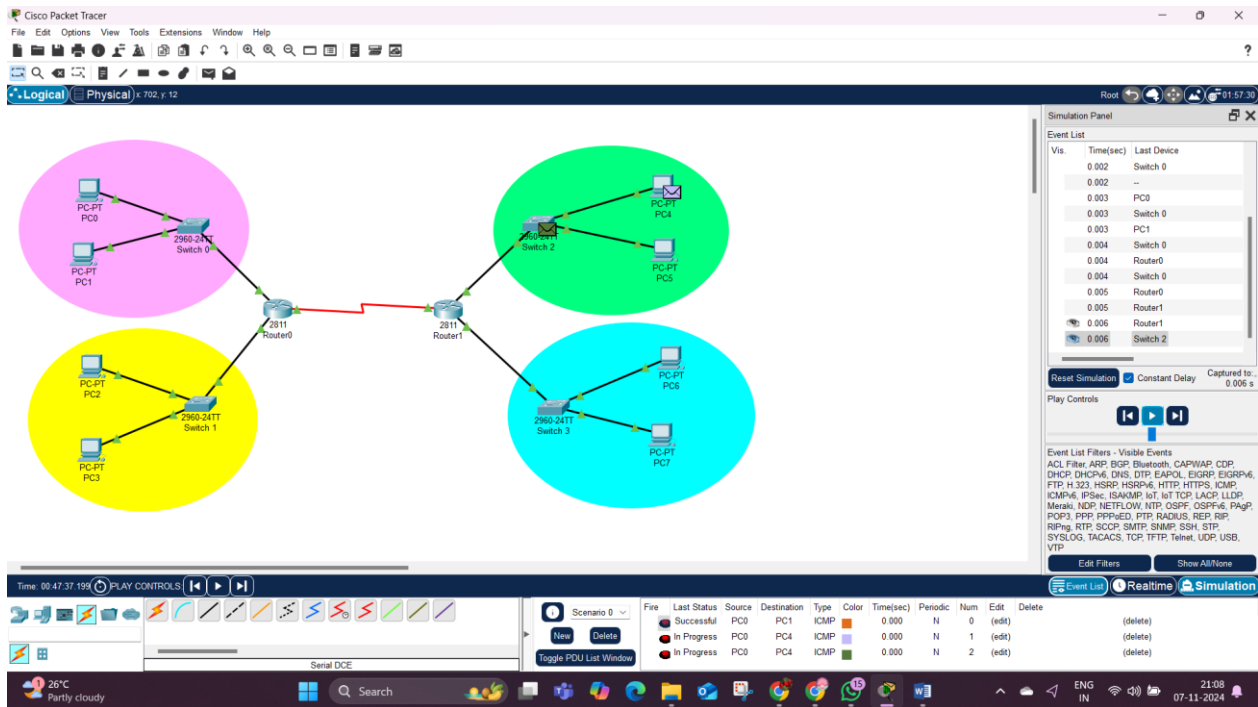 Cisco Packet Tracer
File Edit Options View Tools Extensions Window Help
?
Logical Physical x: 702, y: 12
Root 01:57:30
Simulation Panel
Event List
Vis. Time(sec) Last Device
0.002 Switch 0
0.002 --
0.003 PC0
0.003 Switch 0
0.003 PC1
0.004 Switch 0
0.004 Router0
0.004 Switch 0
0.005 Router0
0.005 Router1
0.006 Router1
0.006 Switch 2
Reset Simulation Constant Delay Captured to:
0.006 s
Play Controls
Event List Filters - Visible Events
ACL Filter, ARP, BGP, Bluetooth, CAPWAP, CDP,
DHCP, DHCPv6, DNS, DTP, EAPOL, EIGRP, EIGRPv6,
FTP, H.323, HSRP, HSRPv6, HTTP, HTTPS, ICMP,
ICMPv6, IPSec, ISAKMP, IoT, IoT TCP, LACP, LLDP,
Meraki, NDP, NETFLOW, NTP, OSPF, OSPFv6, PAgP,
POP3, PPP, PPPoED, PTP, RADIUS, REP, RIP,
RIPng, RTP, SCCP, SMTP, SNMP, SSH, STP,
SYSLOG, TACACS, TCP, TFTP, Telnet, UDP, USB,
VTP
Edit Filters Show All/None
PC-PT
PC0
PC-PT
PC1
2960-24TT
Switch 0
2811
Router0
PC-PT
PC2
PC-PT
PC3
2960-24TT
Switch 1
PC-PT
PC4
2960-24TT
Switch 2
PC-PT
PC5
2811
Router1
PC-PT
PC6
2960-24TT
Switch 3
PC-PT
PC7
Time: 00:47:37.199 PLAY CONTROLS:
Event List Realtime Simulation
Serial DCE
Scenario 0
New Delete
Toggle PDU List Window
Fire Last Status Source Destination Type Color Time(sec) Periodic Num Edit Delete
Successful PC0 PC1 ICMP 0.000 N 0 (edit) (delete)
In Progress PC0 PC4 ICMP 0.000 N 1 (edit) (delete)
In Progress PC0 PC4 ICMP 0.000 N 2 (edit) (delete)
1
26°C
Partly cloudy
Search
15
ENG
IN
21:08
07-11-2024